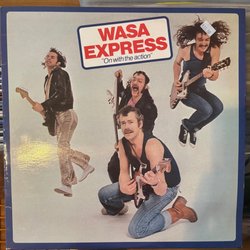 WASA
EXPRESS
"On with the action"